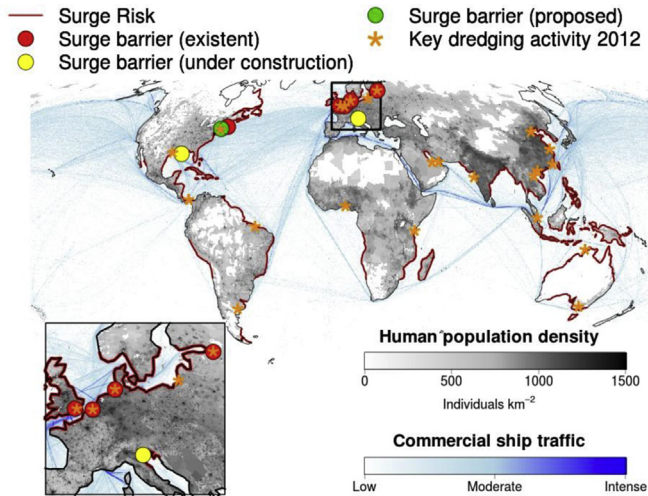 Surge Risk
Surge barrier (existent)
Surge barrier (under construction)
Surge barrier (proposed)
Key dredging activity 2012
Human population density
0 500 1000 1500
Individuals km⁻²
Commercial ship traffic
Low Moderate Intense